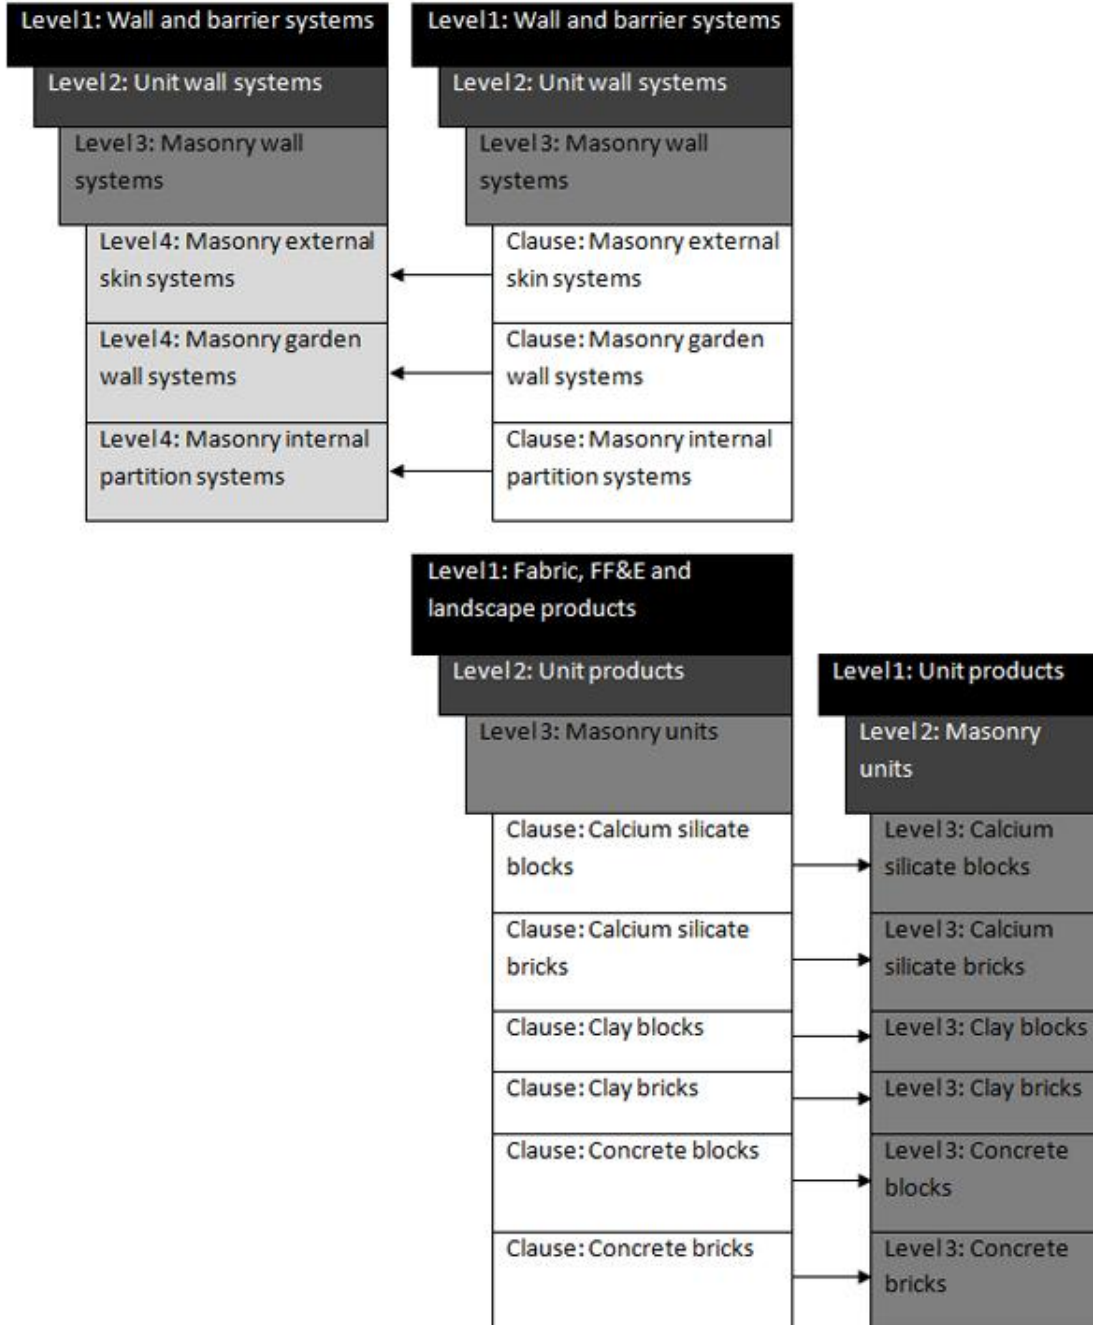 Level 1: Wall and barrier systems
Level 2: Unit wall systems
Level 3: Masonry wall
systems
Level 4: Masonry external
skin systems
Level 4: Masonry garden
wall systems
Level 4: Masonry internal
partition systems
Level 1: Wall and barrier systems
Level 2: Unit wall systems
Level 3: Masonry wall
systems
Clause: Masonry external
skin systems
Clause: Masonry garden
wall systems
Clause: Masonry internal
partition systems
Level 1: Fabric, FF&E and
landscape products
Level 2: Unit products
Level 3: Masonry units
Clause: Calcium silicate
blocks
Clause: Calcium silicate
bricks
Clause: Clay blocks
Clause: Clay bricks
Clause: Concrete blocks
Clause: Concrete bricks
Level 1: Unit products
Level 2: Masonry
units
Level 3: Calcium
silicate blocks
Level 3: Calcium
silicate bricks
Level 3: Clay blocks
Level 3: Clay bricks
Level 3: Concrete
blocks
Level 3: Concrete
bricks